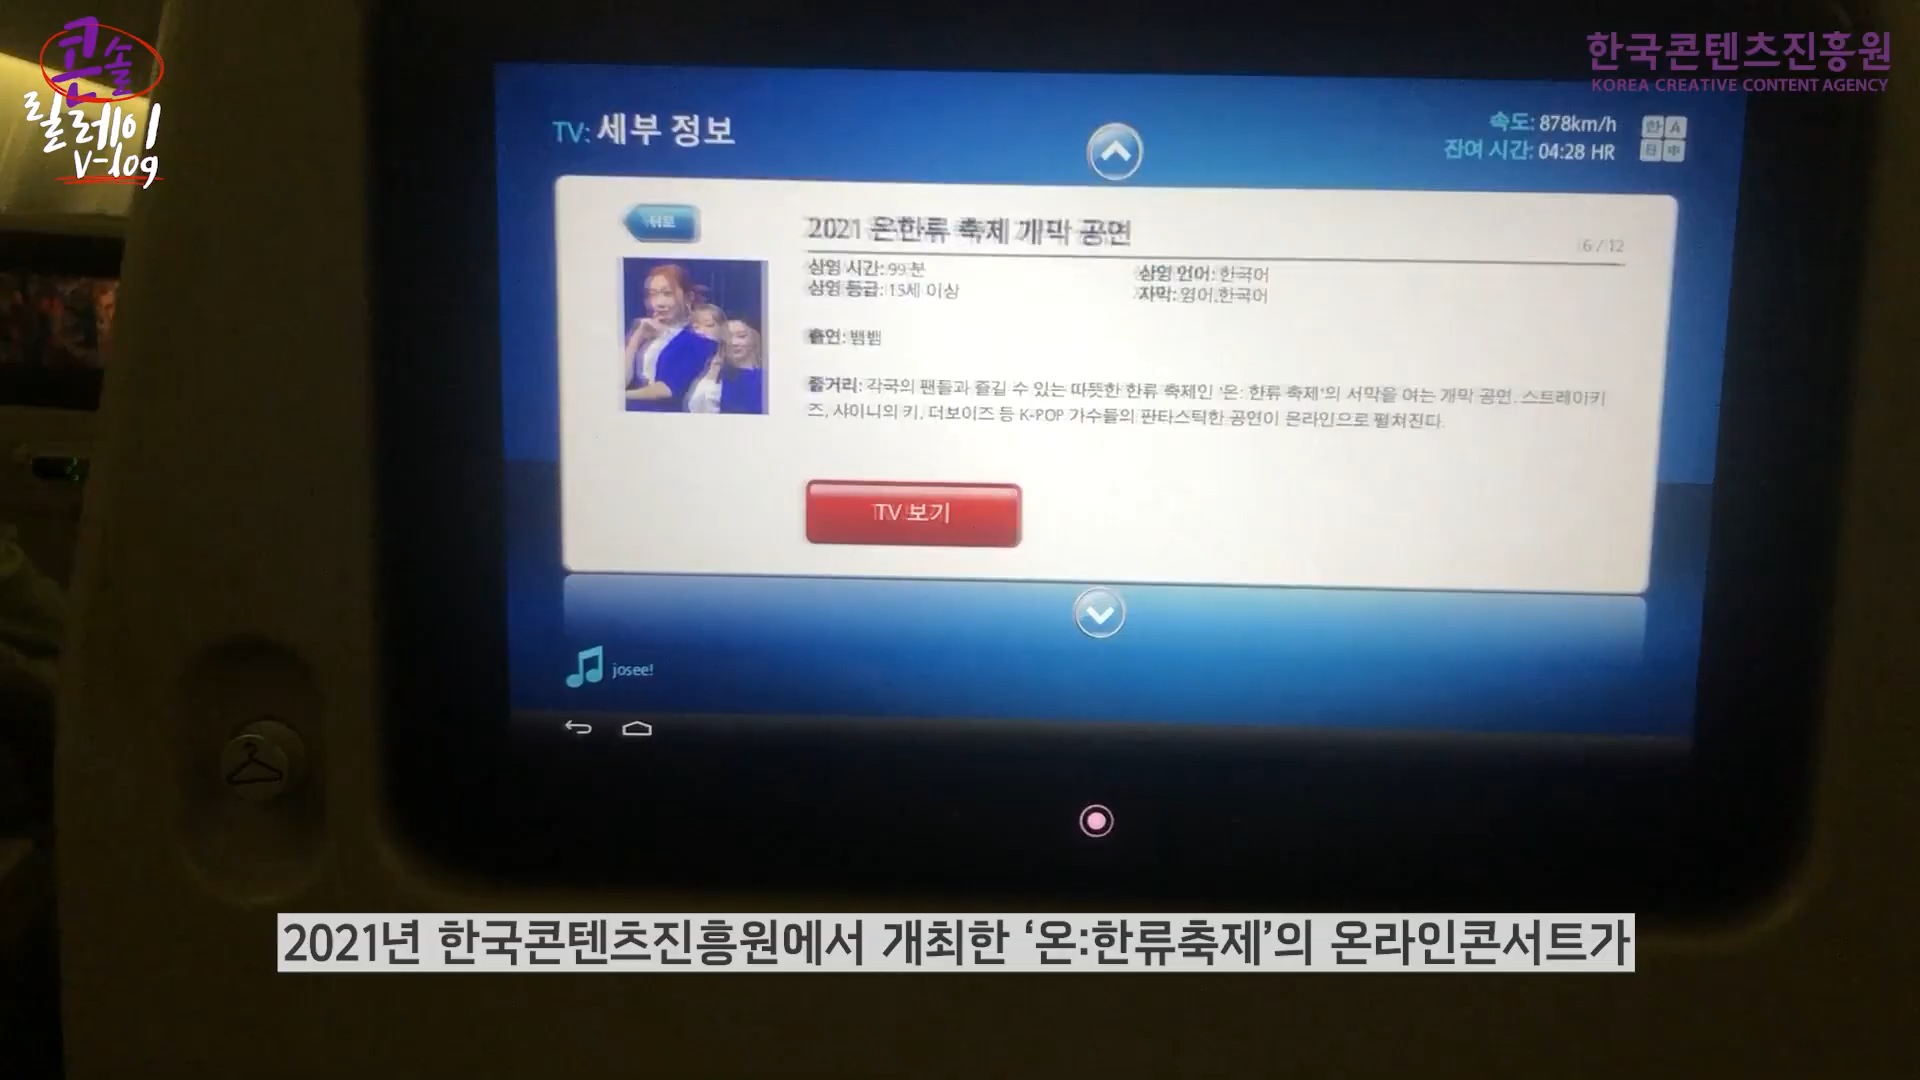 콘솔
릴레이
V-log
한국콘텐츠진흥원
KOREA CREATIVE CONTENT AGENCY
TV: 세부 정보
속도: 878km/h
잔여 시간: 04:28 HR
한 A
日 中
뒤로
2021 온한류 축제 개막 공연
6 / 12
상영 시간: 99 분
상영 언어: 한국어
상영 등급: 15세 이상
자막: 영어,한국어
출연: 뱀뱀
줄거리: 각국의 팬들과 즐길 수 있는 따뜻한 한류 축제인 '온: 한류 축제'의 서막을 여는 개막 공연. 스트레이키
즈, 샤이니의 키, 더보이즈 등 K-POP 가수들의 판타스틱한 공연이 온라인으로 펼쳐진다.
TV 보기
josee!
2021년 한국콘텐츠진흥원에서 개최한 ‘온:한류축제’의 온라인콘서트가